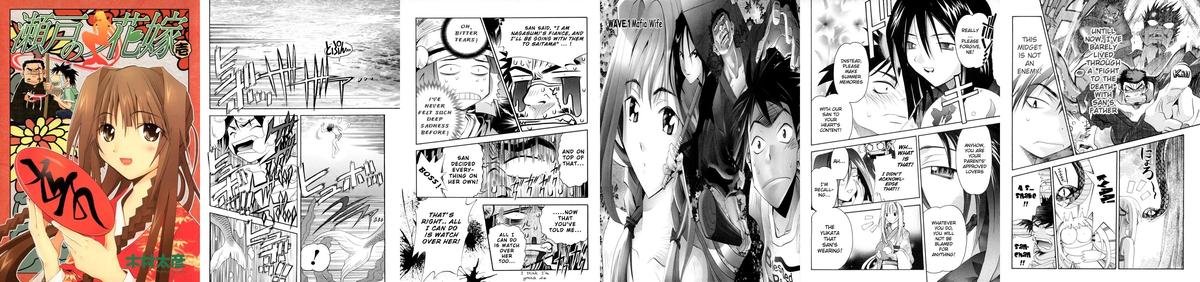 瀬戸の花嫁
壱
木村太彦
OH,
BITTER
TEARS!
SAN SAID, "I AM
NAGASUMI'S FIANCE, AND
I'LL BE GOING WITH THEM
TO SAITAMA" ... !
I'VE
NEVER
FELT SUCH
DEEP
SADNESS
BEFORE!
AND ON
TOP OF
THAT...
SAN
DECIDED
EVERY-
THING ON
HER OWN!
BOSS!
.....NOW
THAT
YOU'VE
TOLD ME...
ALL I
CAN DO
IS WATCH
OVER HER
TOO...
THAT'S
RIGHT.. ALL
I CAN DO
IS WATCH
OVER HER!
WAVE.1 Mafia Wife
REALLY
PLEASE
FORGIVE
ME!
INSTEAD,
PLEASE
MAKE
SUMMER
MEMORIES
WITH OUR
SAN TO
YOUR HEART'S
CONTENT!
ANYHOW,
YOU ARE
YOUR
PARENTS'
APPROVED
LOVERS
WH...
WHAT IS
THAT!
I DIDN'T
ACKNOWL-
EDGE THAT!
AH...
I'M
RECALL-
ING...
THE
YUKATA
THAT SAN'S
WEARING!
WHATEVER
YOU DO,
YOU WILL
NOT BE
BLAMED FOR
ANYTHING!
UNTILL
NOW, I'VE
BARELY
LIVED
THROUGH
A "FIGHT
TO THE
DEATH"
WITH
SAN'S
FATHER
THIS
MIDGET
IS NOT
AN
ENEMY!
SAN-
CHAN